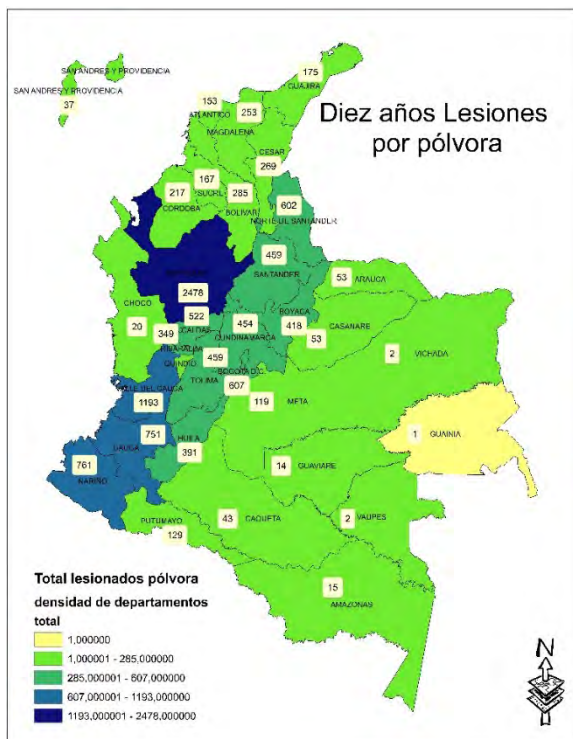 Diez años Lesiones
por pólvora
SAN ANDRES Y PROVIDENCIA
SAN ANDRES Y PROVIDENCIA
37
175
GUAJIRA
153
253
ATLANTICO
MAGDALENA
CESAR
269
167
217
SUCRE
285
CORDOBA
BOLIVAR
602
NORTE DE SANTANDER
459
SANTANDER
53
ARAUCA
2478
CHOCO
522
20
349
CALDAS
454
CUNDINAMARCA
BOYACA
418
53
CASANARE
2
VICHADA
QUINDIO
459
BOGOTA D.C.
TOLIMA
607
VALLE DEL CAUCA
1193
119
META
751
CAUCA
HUILA
391
761
NARIÑO
1
GUAINIA
14
GUAVIARE
PUTUMAYO
129
43
CAQUETA
2
VAUPES
15
AMAZONAS
Total lesionados pólvora
densidad de departamentos
total
1,000000
1,000001 - 285,000000
285,000001 - 607,000000
607,000001 - 1193,000000
1193,000001 - 2478,000000
N